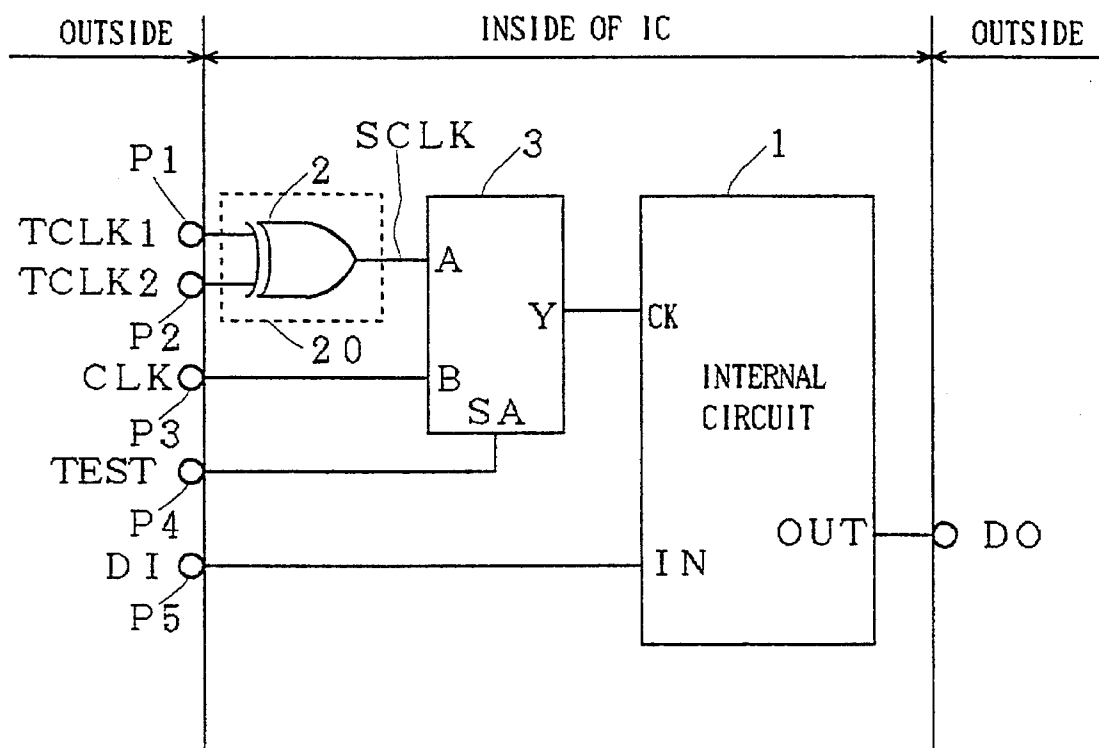 OUTSIDE
INSIDE OF IC
OUTSIDE
P1
SCLK
3
1
2
TCLK1
TCLK2
A
P2
20
Y
CK
CLK
B
INTERNAL
CIRCUIT
SA
P3
TEST
P4
OUT
DO
DI
IN
P5